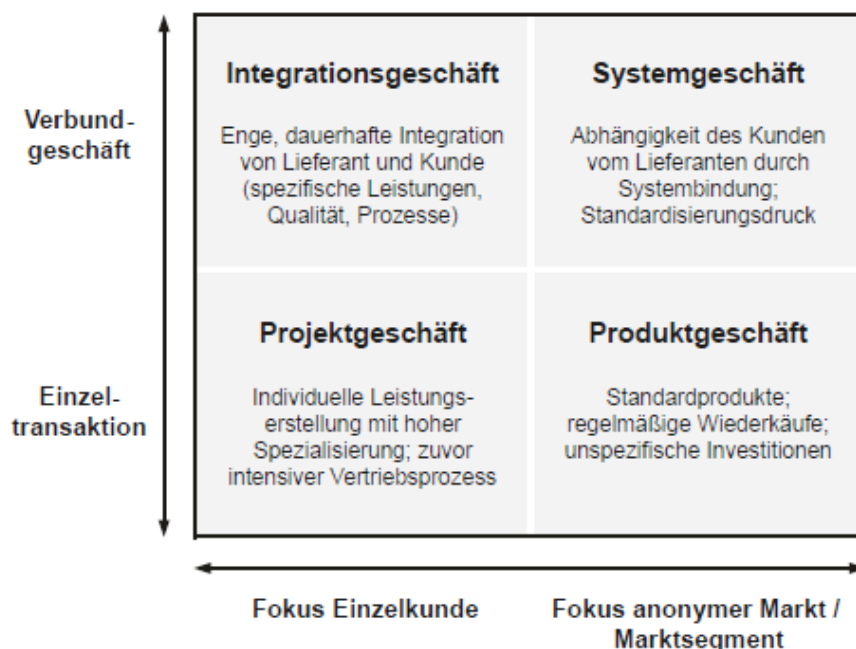 Verbund-
geschäft
Integrationsgeschäft
Enge, dauerhafte Integration
von Lieferant und Kunde
(spezifische Leistungen,
Qualität, Prozesse)
Systemgeschäft
Abhängigkeit des Kunden
vom Lieferanten durch
Systembindung;
Standardisierungsdruck
Einzel-
transaktion
Projektgeschäft
Individuelle Leistungs-
erstellung mit hoher
Spezialisierung; zuvor
intensiver Vertriebsprozess
Produktgeschäft
Standardprodukte;
regelmäßige Wiederkäufe;
unspezifische Investitionen
Fokus Einzelkunde
Fokus anonymer Markt /
Marktsegment